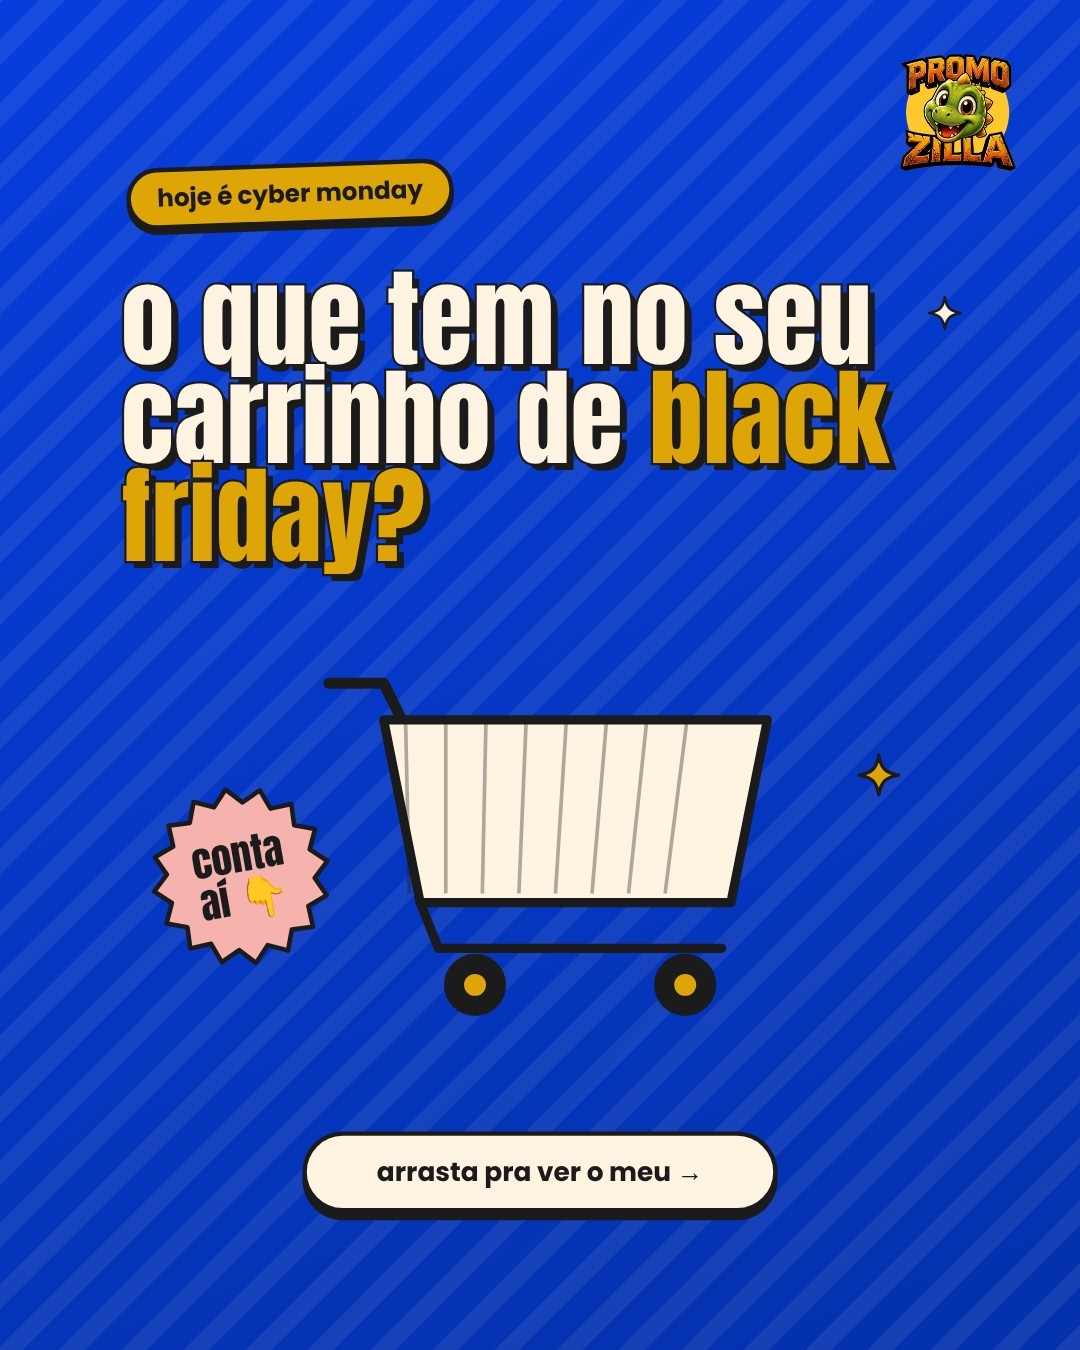 PROMO
ZILLA
hoje é cyber monday
o que tem no seu
carrinho de black
friday?
conta
aí 👇
arrasta pra ver o meu →